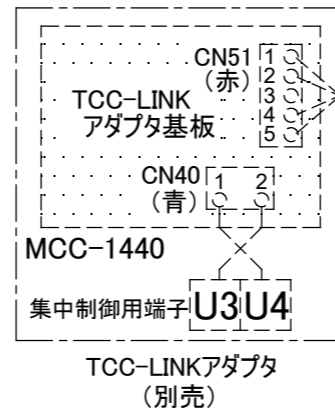 CN51
(赤)
1
2
3
4
5
TCC-LINK
アダプタ基板
CN40
(青)
1 2
MCC-1440
集中制御用端子 U3 U4
TCC-LINKアダプタ
(別売)